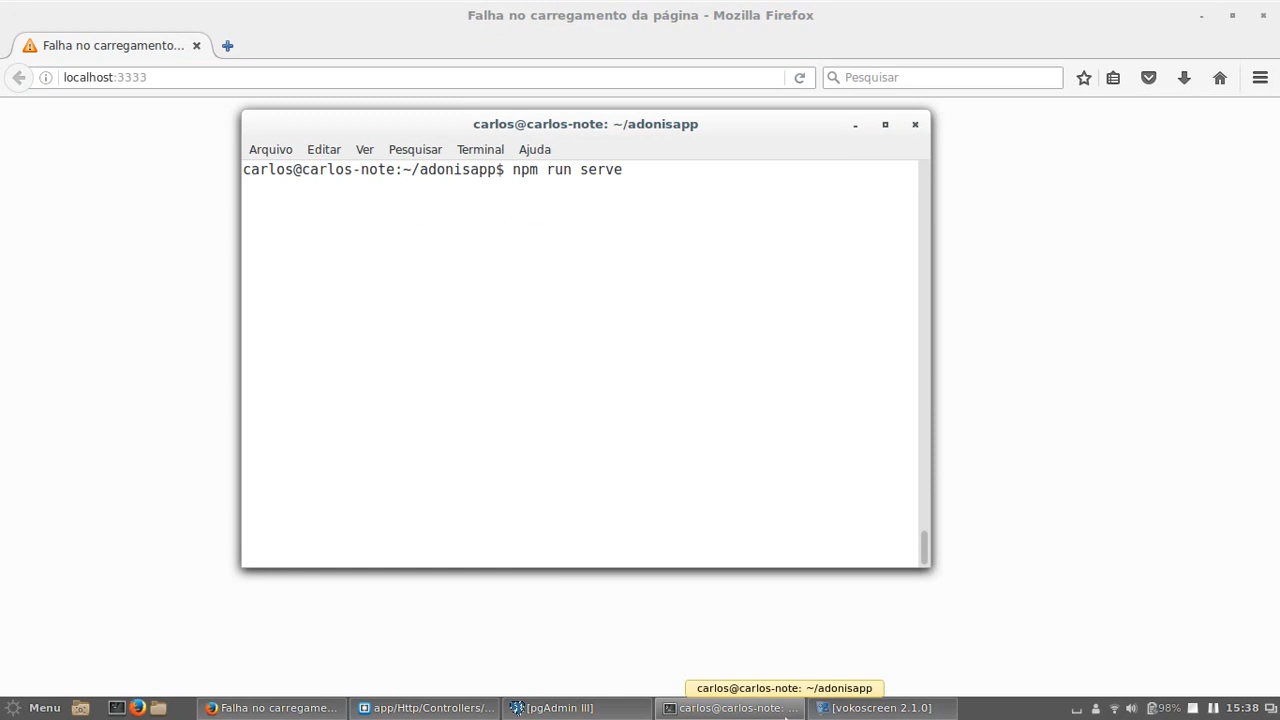 Falha no carregamento da página - Mozilla Firefox
Falha no carregamento...
localhost:3333
Pesquisar
carlos@carlos-note: ~/adonisapp
Arquivo Editar Ver Pesquisar Terminal Ajuda
carlos@carlos-note:~/adonisapp$ npm run serve
carlos@carlos-note: ~/adonisapp
Menu
Falha no carregame...
app/Http/Controllers/...
[pgAdmin III]
carlos@carlos-note: ...
[vokoscreen 2.1.0]
98%
15:38